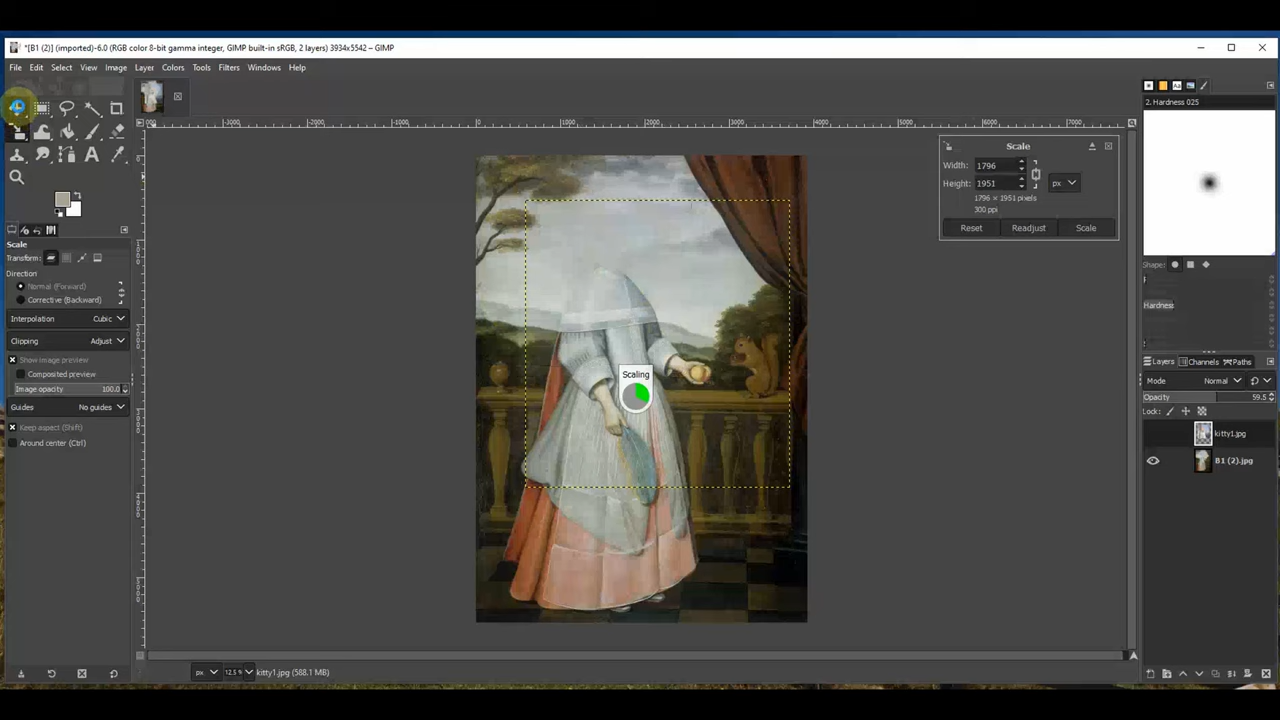 *[B1 (2)] (imported)-6.0 (RGB color 8-bit gamma integer, GIMP built-in sRGB, 2 layers) 3934x5542 – GIMP
File Edit Select View Image Layer Colors Tools Filters Windows Help
2. Hardness 025
Scale
Width: 1796
Height: 1951 px
1796 × 1951 pixels
300 ppi
Reset Readjust Scale
Scale
Transform:
Direction
Normal (Forward)
Corrective (Backward)
Interpolation Cubic
Clipping Adjust
Show image preview
Composited preview
Image opacity 100.0
Guides No guides
Keep aspect (Shift)
Around center (Ctrl)
Scaling
Shape:
Hardness
Layers Channels Paths
Mode Normal
Opacity 59.5
Lock:
kitty1.jpg
B1 (2).jpg
px 12.5 % kitty1.jpg (588.1 MB)